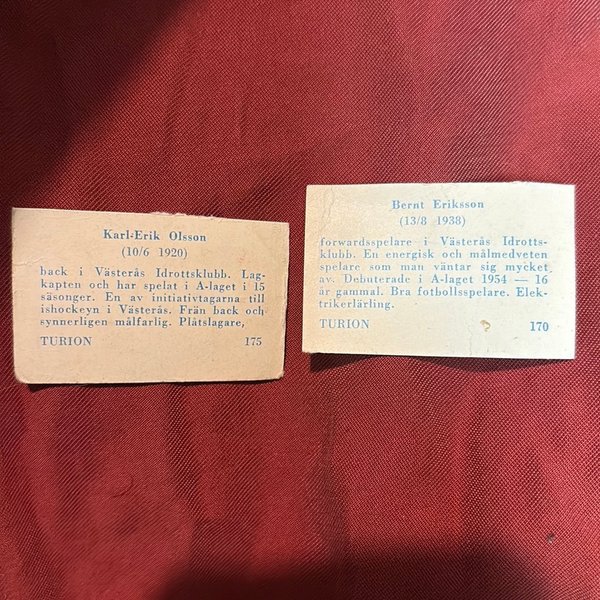 Karl-Erik Olsson
(10/6 1920)
back i Västerås Idrottsklubb. Lag-
kapten och har spelat i A-laget i 15
säsonger. En av initiativtagarna till
ishockeyn i Västerås. Från back och
synnerligen målfarlig. Plåtslagare,
TURION 175
Bernt Eriksson
(13/8 1938)
forwardsspelare i Västerås Idrotts-
klubb. En energisk och målmedveten
spelare som man väntar sig mycket
av. Debuterade i A-laget 1954 — 16
år gammal. Bra fotbollsspelare. Elek-
trikerlärling.
TURION 170